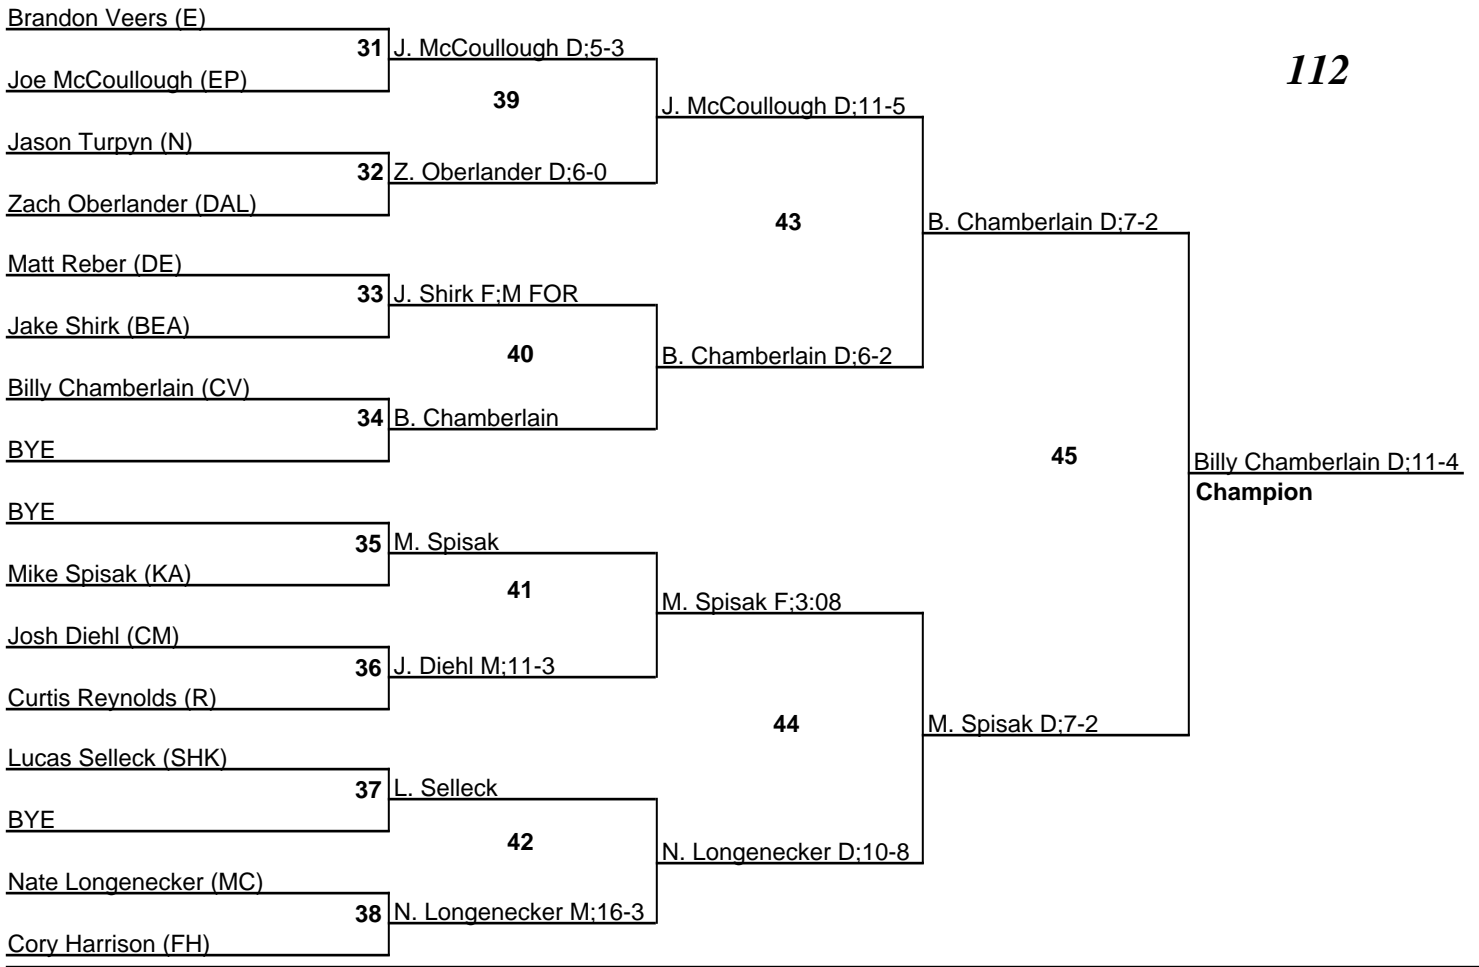 Brandon Veers (E)
31 J. McCoullough D;5-3
Joe McCoullough (EP)
112
39
J. McCoullough D;11-5
Jason Turpyn (N)
32 Z. Oberlander D;6-0
Zach Oberlander (DAL)
43
B. Chamberlain D;7-2
Matt Reber (DE)
33 J. Shirk F;M FOR
Jake Shirk (BEA)
40
B. Chamberlain D;6-2
Billy Chamberlain (CV)
34 B. Chamberlain
BYE
45
Billy Chamberlain D;11-4
Champion
BYE
35 M. Spisak
Mike Spisak (KA)
41
M. Spisak F;3:08
Josh Diehl (CM)
36 J. Diehl M;11-3
Curtis Reynolds (R)
44
M. Spisak D;7-2
Lucas Selleck (SHK)
37 L. Selleck
BYE
42
N. Longenecker D;10-8
Nate Longenecker (MC)
38 N. Longenecker M;16-3
Cory Harrison (FH)